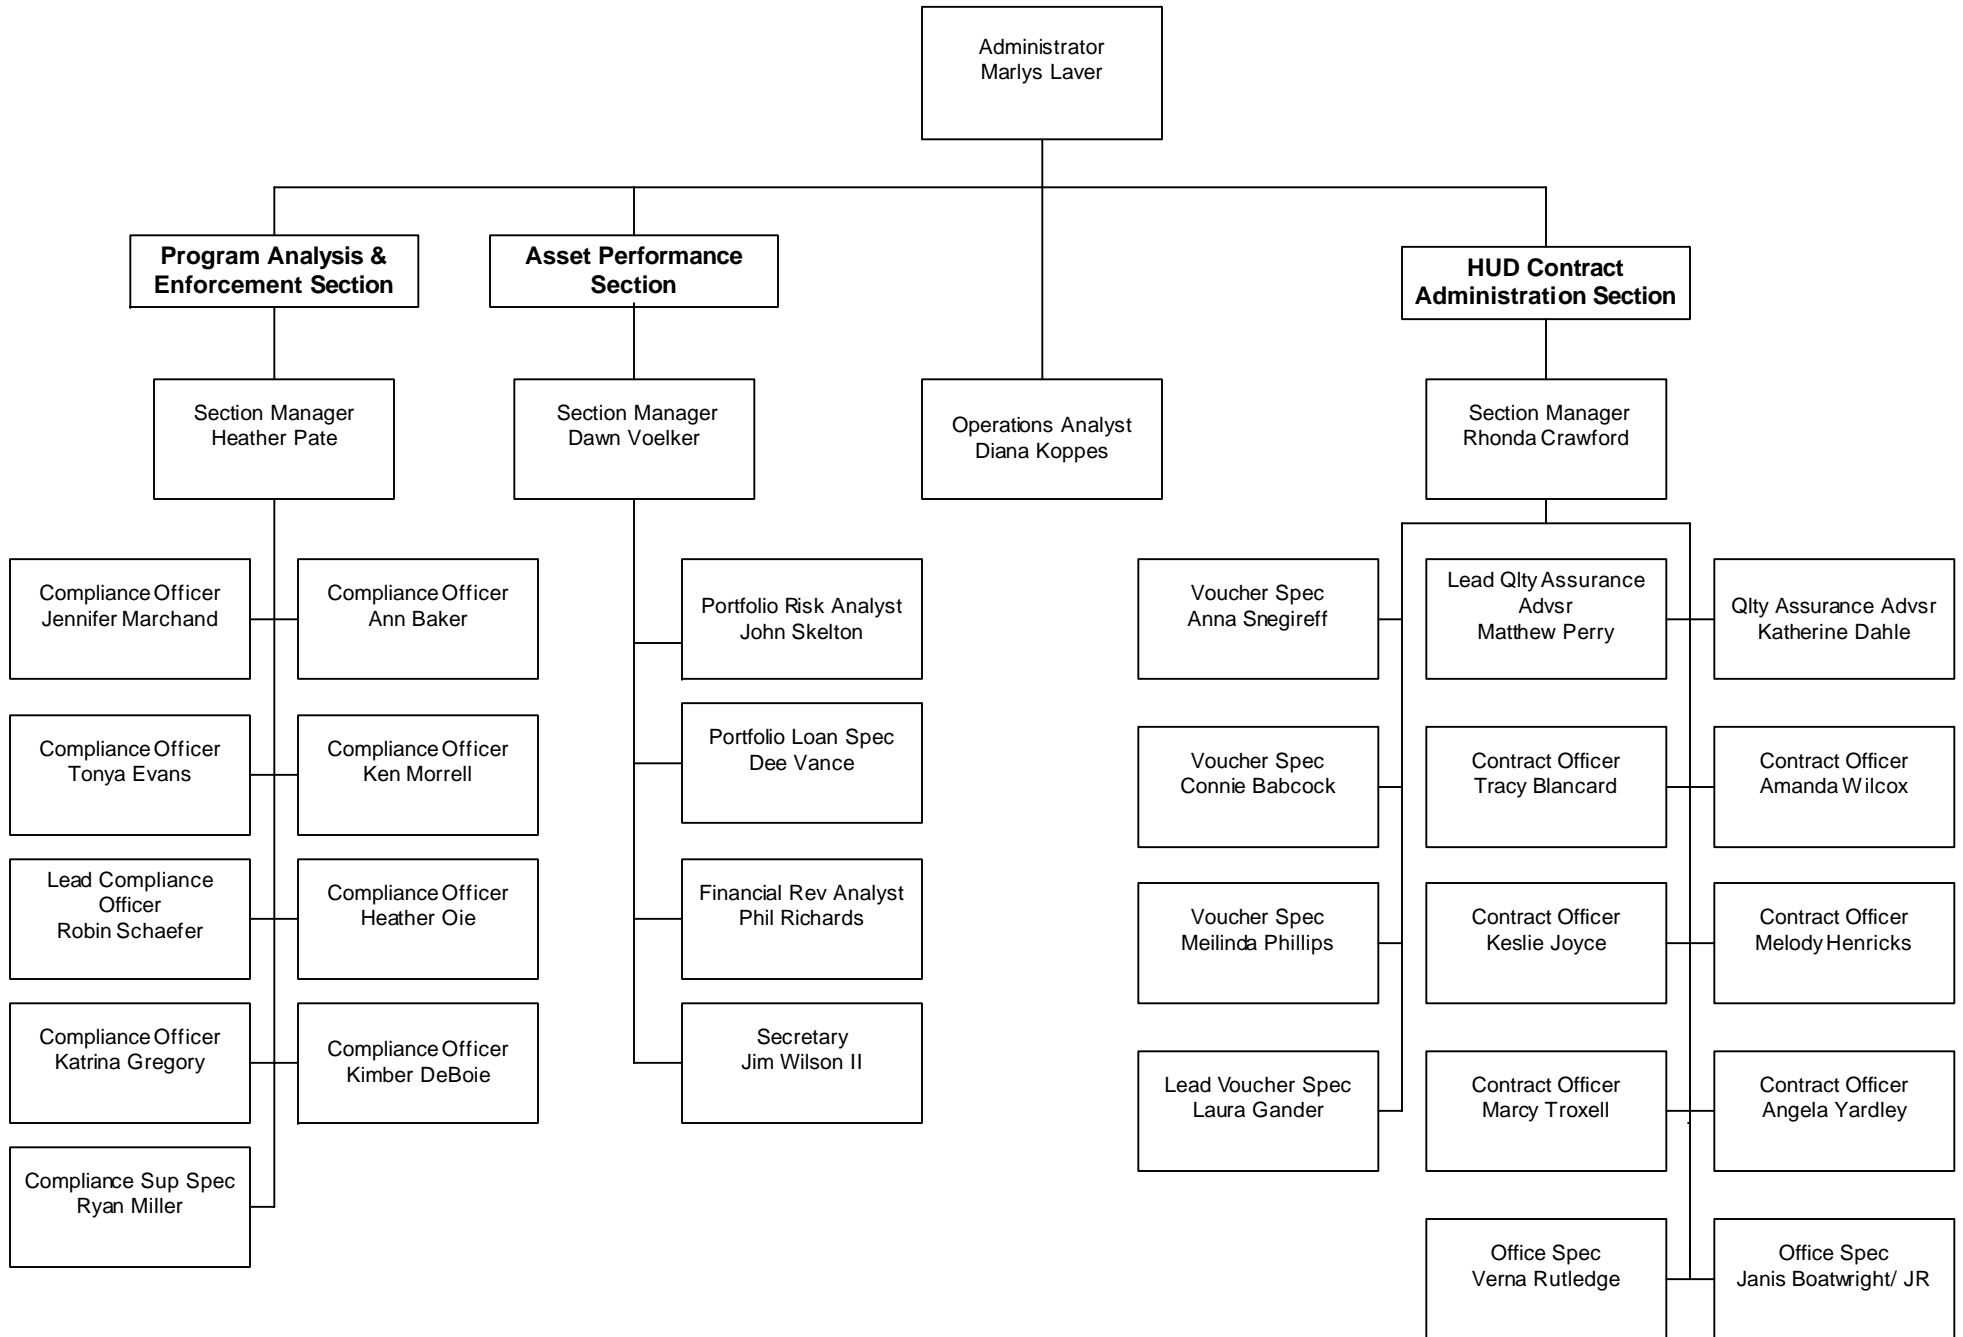 Administrator
Marlys Laver
Program Analysis &
Enforcement Section
Asset Performance
Section
HUD Contract
Administration Section
Section Manager
Heather Pate
Section Manager
Dawn Voelker
Operations Analyst
Diana Koppes
Section Manager
Rhonda Crawford
Compliance Officer
Jennifer Marchand
Compliance Officer
Ann Baker
Compliance Officer
Tonya Evans
Compliance Officer
Ken Morrell
Lead Compliance
Officer
Robin Schaefer
Compliance Officer
Heather Oie
Compliance Officer
Katrina Gregory
Compliance Officer
Kimber DeBoie
Compliance Sup Spec
Ryan Miller
Portfolio Risk Analyst
John Skelton
Portfolio Loan Spec
Dee Vance
Financial Rev Analyst
Phil Richards
Secretary
Jim Wilson II
Voucher Spec
Anna Snegireff
Lead Qlty Assurance
Advsr
Matthew Perry
Qlty Assurance Advsr
Katherine Dahle
Voucher Spec
Connie Babcock
Contract Officer
Tracy Blancard
Contract Officer
Amanda Wilcox
Voucher Spec
Meilinda Phillips
Contract Officer
Keslie Joyce
Contract Officer
Melody Henricks
Lead Voucher Spec
Laura Gander
Contract Officer
Marcy Troxell
Contract Officer
Angela Yardley
Office Spec
Verna Rutledge
Office Spec
Janis Boatwright/ JR